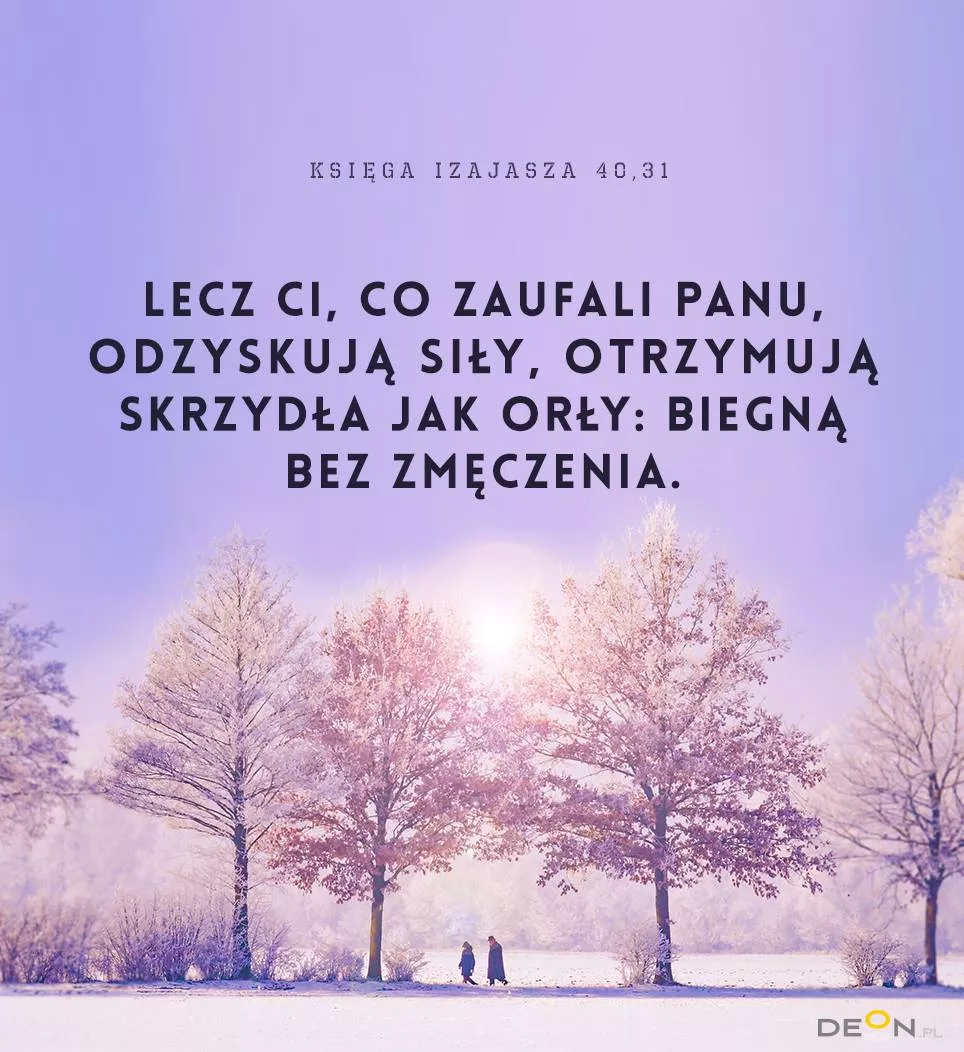 KSIĘGA IZAJASZA 40,31
LECZ CI, CO ZAUFALI PANU,
ODZYSKUJĄ SIŁY, OTRZYMUJĄ
SKRZYDŁA JAK ORŁY: BIEGNĄ
BEZ ZMĘCZENIA.
DEON.PL